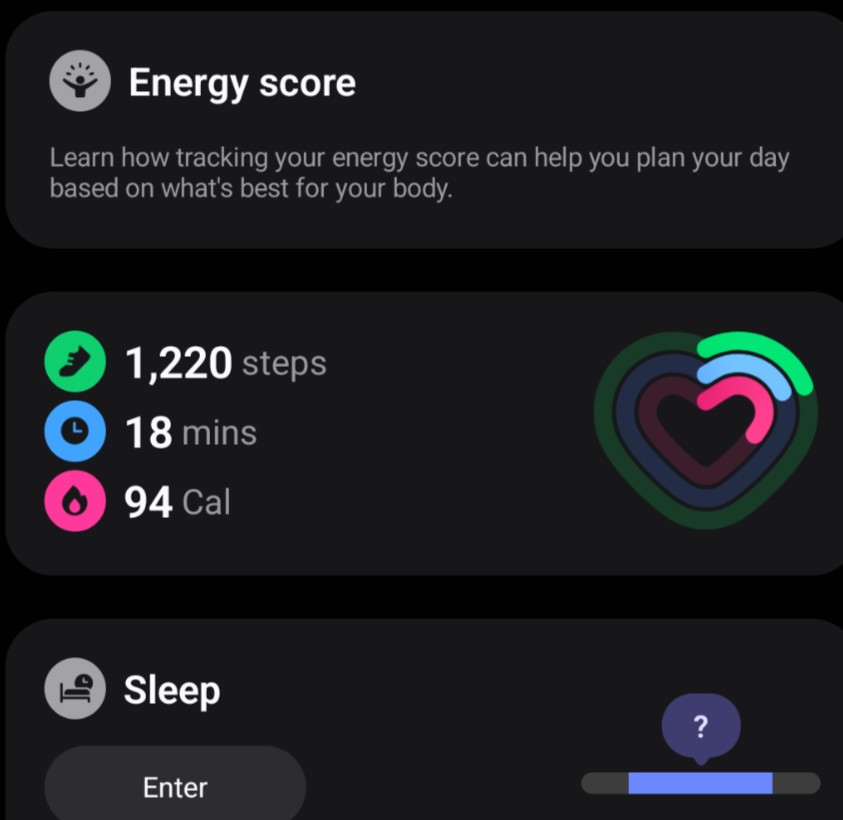 Energy score
Learn how tracking your energy score can help you plan your day
based on what's best for your body.
1,220 steps
18 mins
94 Cal
Sleep
?
Enter